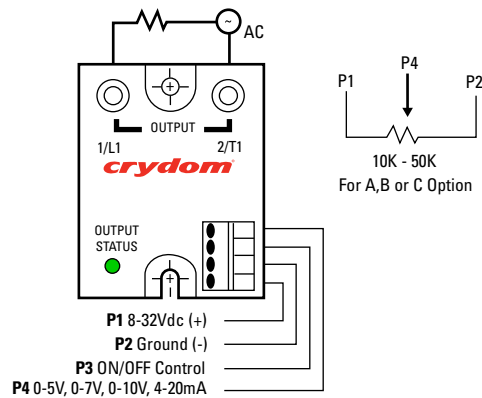 ~
AC
OUTPUT
1/L1
2/T1
crydom
OUTPUT
STATUS
P1 8-32Vdc (+)
P2 Ground (-)
P3 ON/OFF Control
P4 0-5V, 0-7V, 0-10V, 4-20mA
P4
P1
P2
10K - 50K
For A,B or C Option